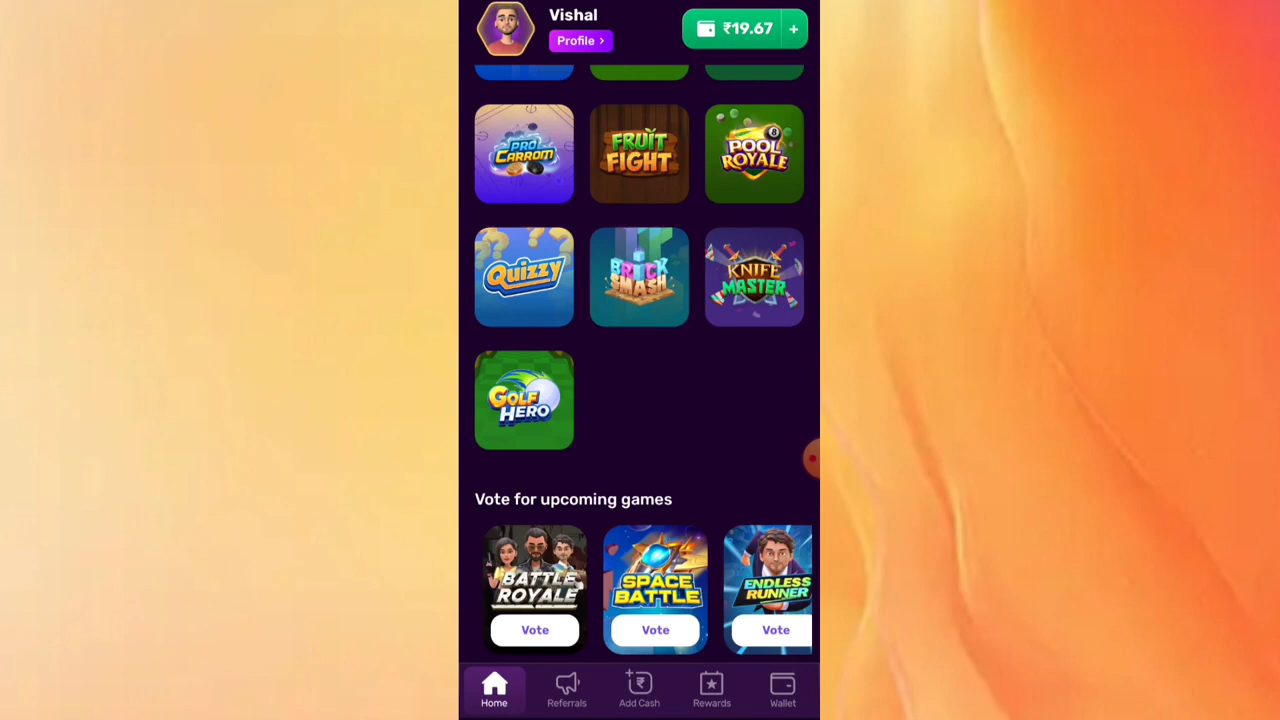 Vishal
Profile ›
₹19.67 +
PRO
CARROM
FRUIT
FIGHT
8
POOL
ROYALE
Quizzy
BRICK
SMASH
KNIFE
MASTER
GOLF
HERO
Vote for upcoming games
BATTLE
ROYALE
SPACE
BATTLE
ENDLESS
RUNNER
Vote
Vote
Vote
Home
Referrals
Add Cash
Rewards
Wallet